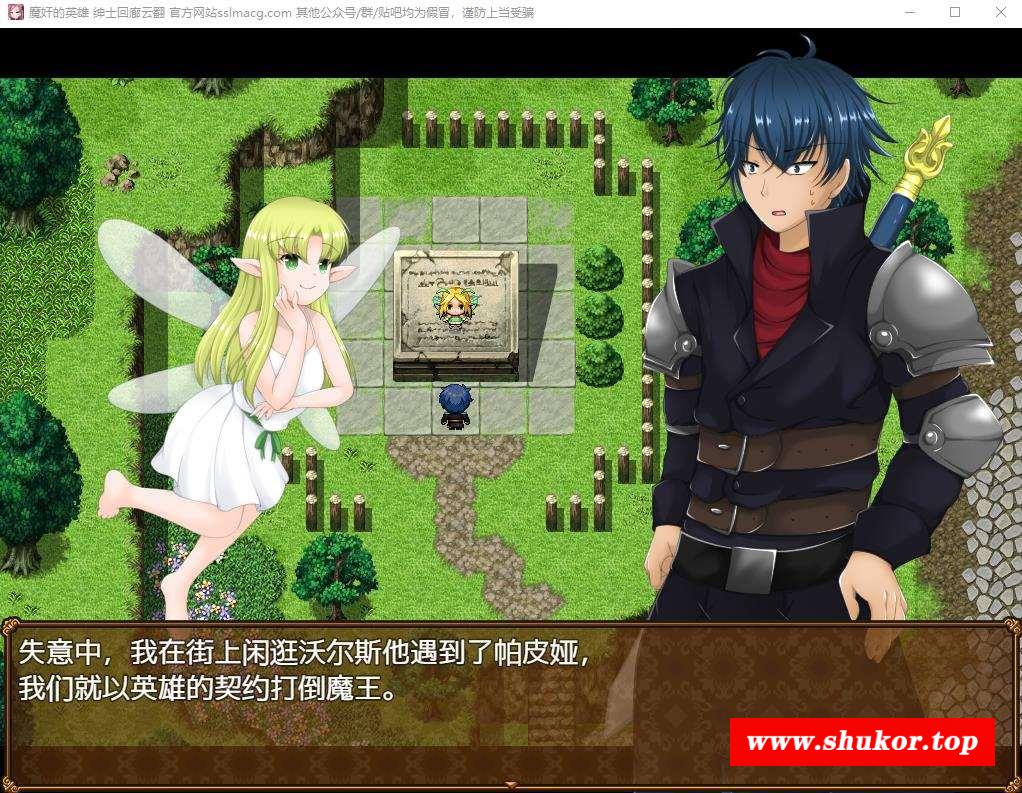 魔奸的英雄 绅士回廊云翻 官方网站sslmacg.com 其他公众号/群/贴吧均为假冒，谨防上当受骗
失意中，我在街上闲逛沃尔斯他遇到了帕皮娅，
我们就以英雄的契约打倒魔王。
www.shukor.top